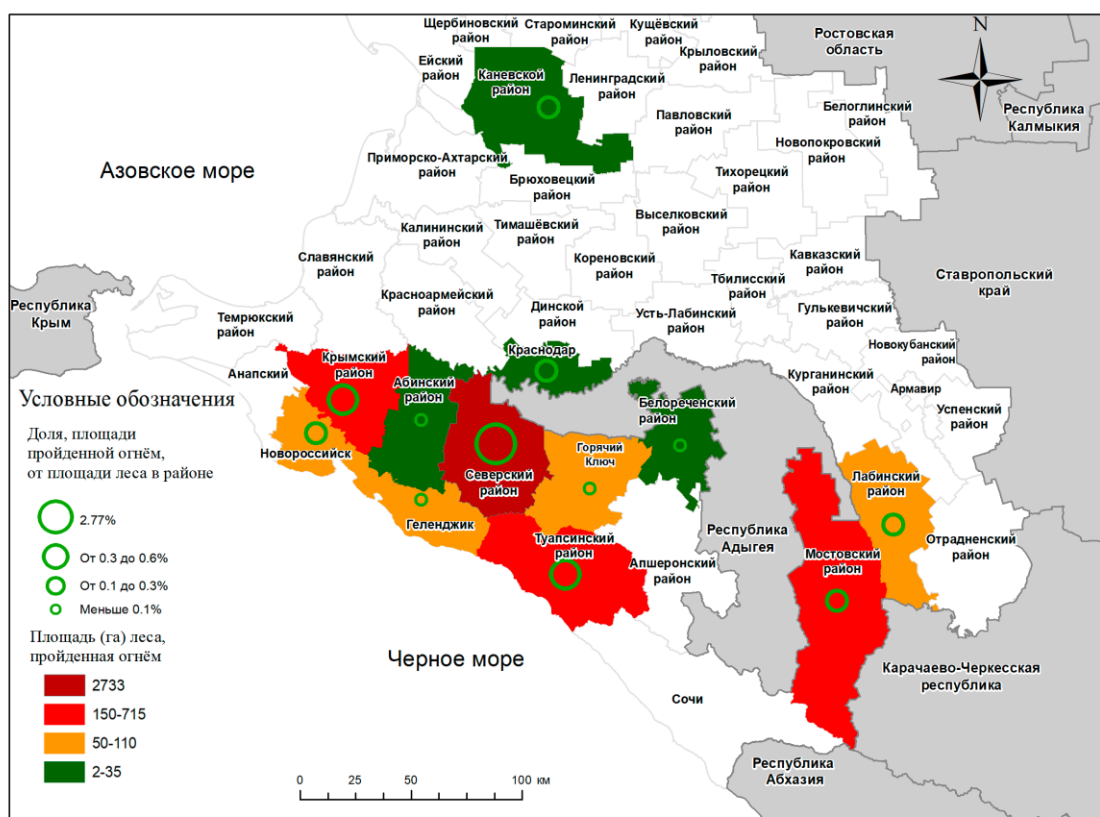 Щербиновский
район
Староминский
район
Кущёвский
район
Крыловский
район
Ростовская
область
N
Ейский
район
Каневской
район
Ленинградский
район
Павловский
район
Белоглинский
район
Республика
Калмыкия
Новопокровский
район
Азовское море
Приморско-Ахтарский
район
Брюховецкий
район
Тихорецкий
район
Калининский
район
Тимашёвский
район
Выселковский
район
Славянский
район
Кореновский
район
Кавказский
район
Тбилисский
район
Ставропольский
край
Республика
Крым
Темрюкский
район
Красноармейский
район
Динской
район
Усть-Лабинский
район
Гулькевичский
район
Новокубанский
район
Краснодар
Крымский
район
Анапский
Абинский
район
Курганинский
район
Армавир
Успенский
район
Белореченский
район
Новороссийск
Северский
район
Горячий
Ключ
Лабинский
район
Геленджик
Туапсинский
район
Апшеронский
район
Республика
Адыгея
Мостовский
район
Отрадненский
район
Черное море
Сочи
Карачаево-Черкесская
республика
Республика
Абхазия
Условные обозначения
Доля, площади
пройденной огнём,
от площади леса в районе
2.77%
От 0.3 до 0.6%
От 0.1 до 0.3%
Меньше 0.1%
Площадь (га) леса,
пройденная огнём
2733
150-715
50-110
2-35
0 25 50 100 км